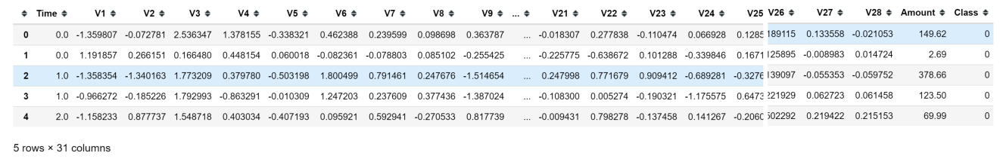 Time V1 V2 V3 V4 V5 V6 V7 V8 V9 ... V21 V22 V23 V24 V25 V26 V27 V28 Amount Class
0 0.0 -1.359807 -0.072781 2.536347 1.378155 -0.338321 0.462388 0.239599 0.098698 0.363787 ... -0.018307 0.277838 -0.110474 0.066928 0.1285 189115 0.133558 -0.021053 149.62 0
1 0.0 1.191857 0.266151 0.166480 0.448154 0.060018 -0.082361 -0.078803 0.085102 -0.255425 ... -0.225775 -0.638672 0.101288 -0.339846 0.1671 125895 -0.008983 0.014724 2.69 0
2 1.0 -1.358354 -1.340163 1.773209 0.379780 -0.503198 1.800499 0.791461 0.247676 -1.514654 ... 0.247998 0.771679 0.909412 -0.689281 -0.3276 139097 -0.055353 -0.059752 378.66 0
3 1.0 -0.966272 -0.185226 1.792993 -0.863291 -0.010309 1.247203 0.237609 0.377436 -1.387024 ... -0.108300 0.005274 -0.190321 -1.175575 0.6473 221929 0.062723 0.061458 123.50 0
4 2.0 -1.158233 0.877737 1.548718 0.403034 -0.407193 0.095921 0.592941 -0.270533 0.817739 ... -0.009431 0.798278 -0.137458 0.141267 -0.2060 502292 0.219422 0.215153 69.99 0
5 rows × 31 columns